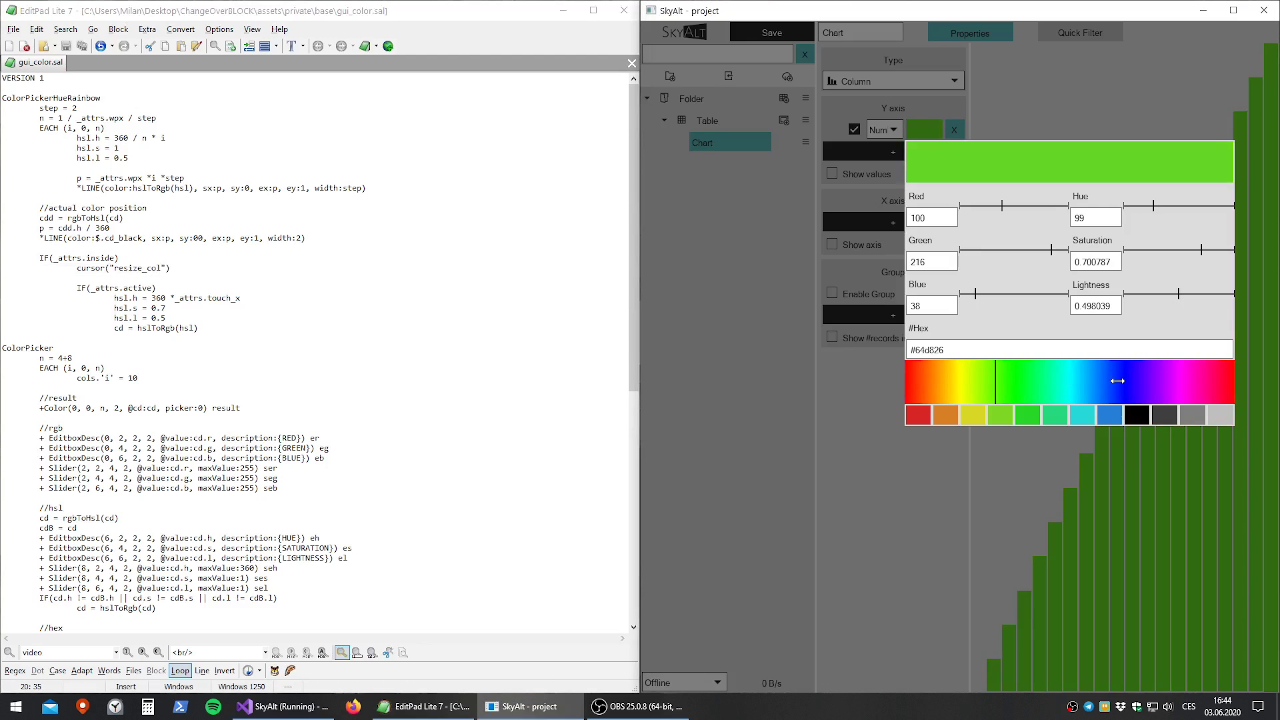 EditPad Lite 7 - [C:\Users\Milan\Desktop\ChangeOverBLOCK\assets\private\base\gui_color.sal]
File Edit Search Go Block Extra Convert Options View Help
gui_color.sal
VERSION 1
ColorPickerHueRainbow
step = 2
n = 1 / _attrs.wpx / step
EACH (i, 0, n)
hsl.h = 360 / n * i
hsl.s = 1
hsl.l = 0.5
p = _attrs.px *i *step
*LINE(color:hslToRgb(hsl), sx:p, sy:0, ex:p, ey:1, width:step)
//actual color position
cdd = rgbToHsl(cd)
p = cdd.h / 360
*LINE(color:$.cd_black, sx:p, sy:00, ex:p, ey:1, width:2)
IF(_attrs.inside)
cursor("resize_col")
IF(_attrs.active)
hsl.h = 360 *_attrs.touch_x
hsl.s = 0.7
hsl.l = 0.5
cd = hslToRgb(hsl)
ColorPicker
n = 4+8
EACH (i, 0, n)
cols.'i' = 10
//result
+Color(0, 0, n, 2, @cd:cd, picker:0) result
//rgb
+ EditboxDesc(0, 2, 2, 2, @value:cd.r, description:{RED}) er
+ EditboxDesc(0, 4, 2, 2, @value:cd.g, description:{GREEN}) eg
+ EditboxDesc(0, 6, 2, 2, @value:cd.b, description:{BLUE}) eb
+ Slider(2, 2, 4, 2, @value:cd.r, maxValue:255) ser
+ Slider(2, 4, 4, 2, @value:cd.g, maxValue:255) seg
+ Slider(2, 6, 4, 2, @value:cd.b, maxValue:255) seb
//hsl
cd = rgbToHsl(cd)
cdB = cd
+ EditboxDesc(6, 2, 2, 2, @value:cd.h, description:{HUE}) eh
+ EditboxDesc(6, 4, 2, 2, @value:cd.s, description:{SATURATION}) es
+ EditboxDesc(6, 6, 2, 2, @value:cd.l, description:{LIGHTNESS}) el
+ Slider(8, 2, 4, 2, @value:cd.h, maxValue:360) seh
+ Slider(8, 4, 4, 2, @value:cd.s, maxValue:1) ses
+ Slider(8, 6, 4, 2, @value:cd.l, maxValue:1) sel
IF(cd.h != cdB.h || cd.s != cdB.s || cd.l != cdB.l)
cd = hslToRgb(cd)
//hex
video <br/>
Regex Dot Case Adapt Words Lines Files Block Loop Line Invert
51: 35 Insert Windows Windows 1250
SkyAlt - project
SKYALT Save Chart Properties Quick Filter
X
Folder
Table
Chart
Offline 0 B/s
Type
Column
Y axis
Num X
+
Show values
X axis
+
Show axis
Enable Group
+
Red Hue
100 99
Green Saturation
216 0.700787
Blue Lightness
38 0.498039
#Hex
#64d826
SkyAlt (Running) - ...
EditPad Lite 7 - [C:\...
SkyAlt - project
OBS 25.0.8 (64-bit, ...
16:44
03.06.2020